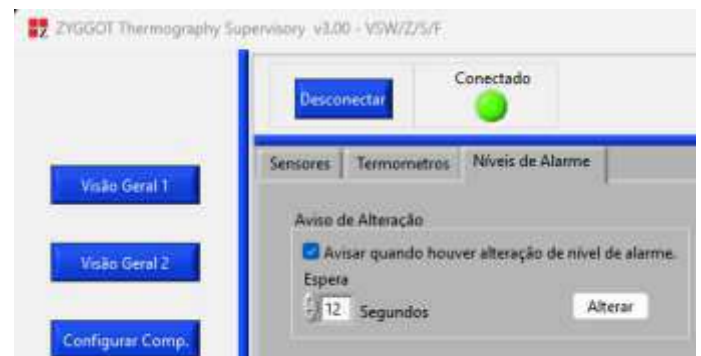 ZYGGOT Thermography Supervisory v3.00 - VSW/Z/S/F
Desconectar
Conectado
Visão Geral 1
Visão Geral 2
Configurar Comp.
Sensores
Termometros
Níveis de Alarme
Aviso de Alteração
Avisar quando houver alteração de nível de alarme.
Espera
12 Segundos
Alterar